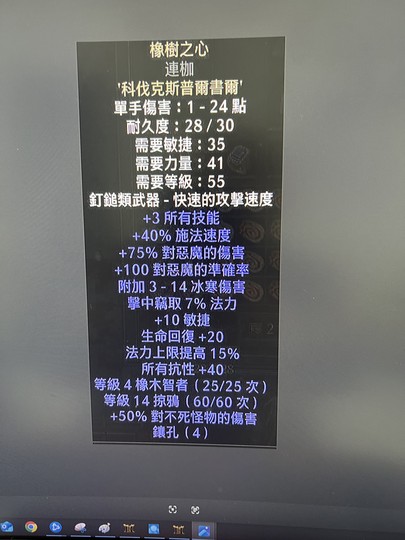 橡樹之心
連枷
'科伐克斯普爾書爾'
單手傷害：1 - 24 點
耐久度：28 / 30
需要敏捷：35
需要力量：41
需要等級：55
釘鎚類武器 - 快速的攻擊速度
+3 所有技能
+40% 施法速度
+75% 對惡魔的傷害
+100 對惡魔的準確率
附加 3 - 14 冰寒傷害
擊中竊取 7% 法力
+10 敏捷
生命回復 +20
法力上限提高 15%
所有抗性 +40
等級 4 橡木智者（25/25 次）
等級 14 掠鴉（60/60 次）
+50% 對不死怪物的傷害
鑲孔（4）